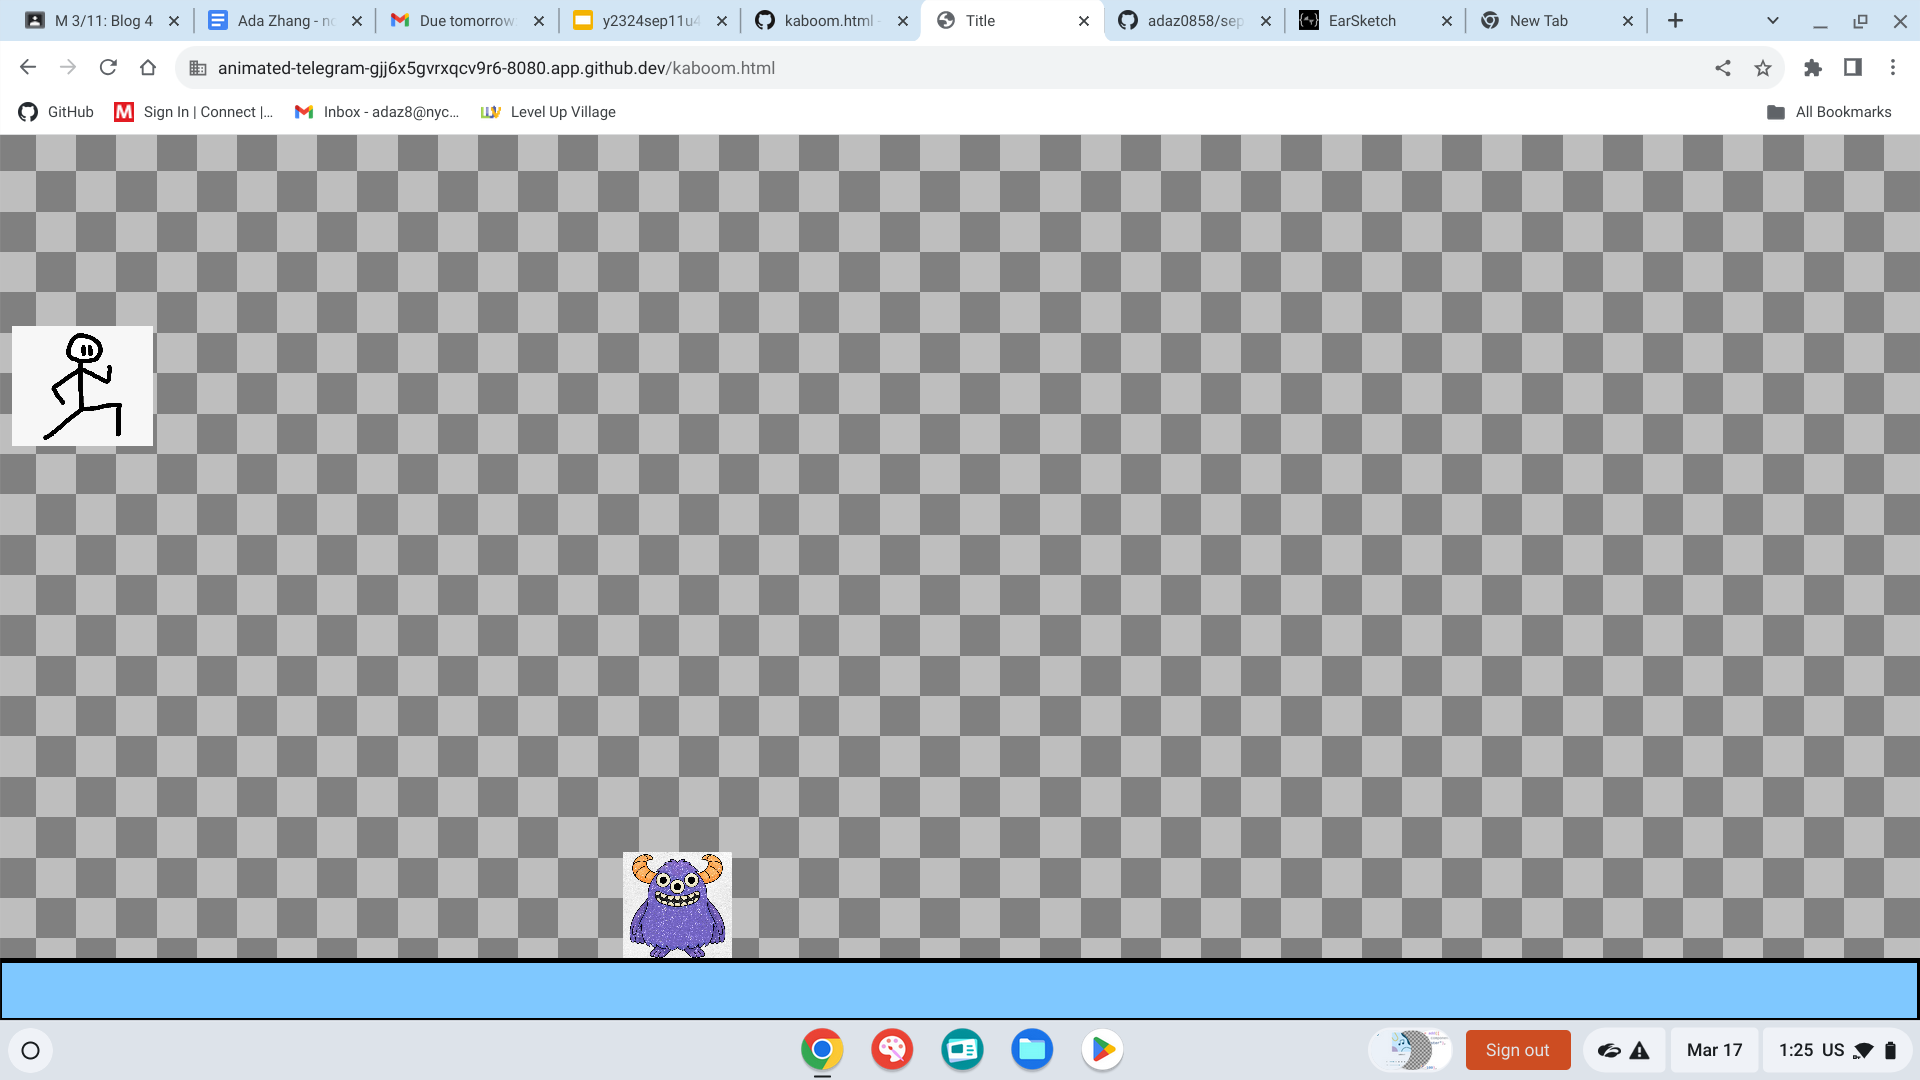 M 3/11: Blog 4
Ada Zhang - n
Due tomorrow
y2324sep11u4
kaboom.html -
Title
adaz0858/sep
EarSketch
New Tab
animated-telegram-gjj6x5gvrxqcv9r6-8080.app.github.dev/kaboom.html
GitHub
Sign In | Connect |...
Inbox - adaz8@nyc...
Level Up Village
All Bookmarks
Sign out
Mar 17
1:25 US